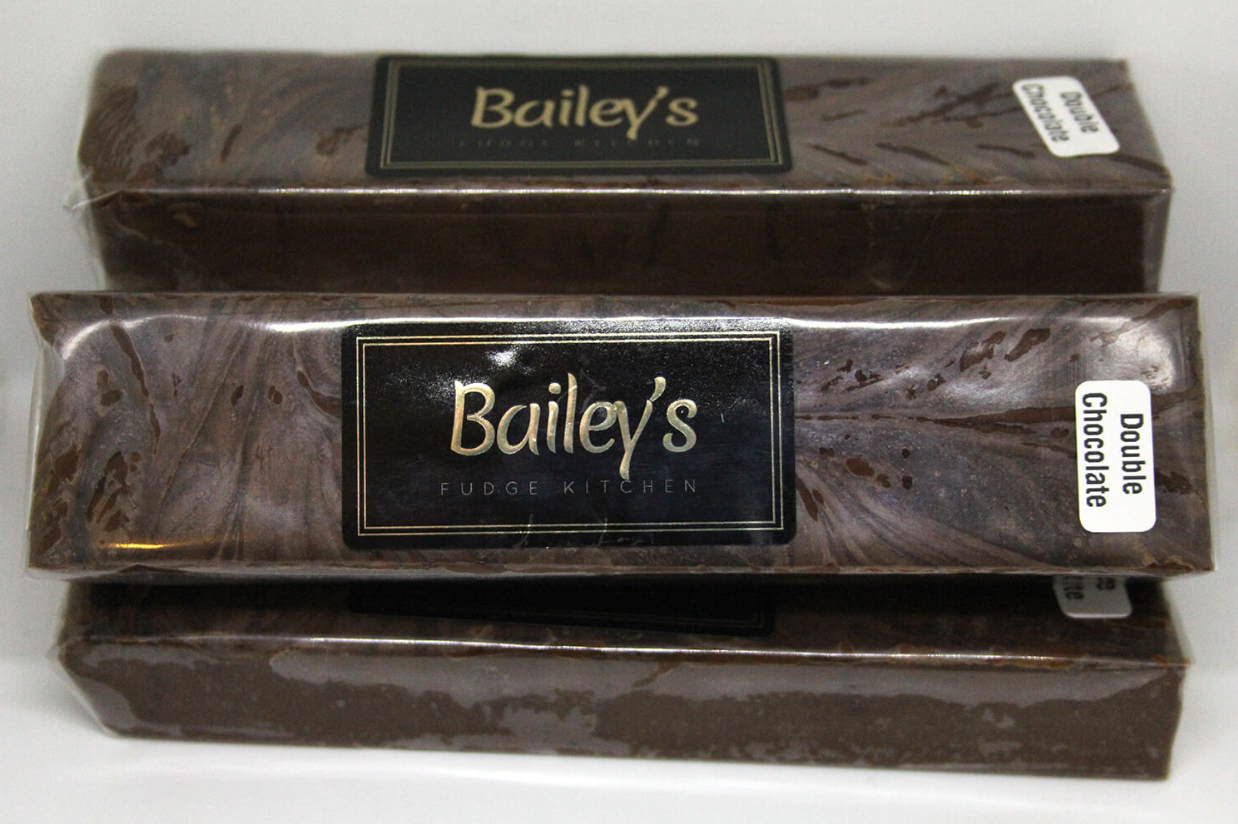 Bailey's
FUDGE KITCHEN
Double
Chocolate
Bailey's
FUDGE KITCHEN
Double
Chocolate